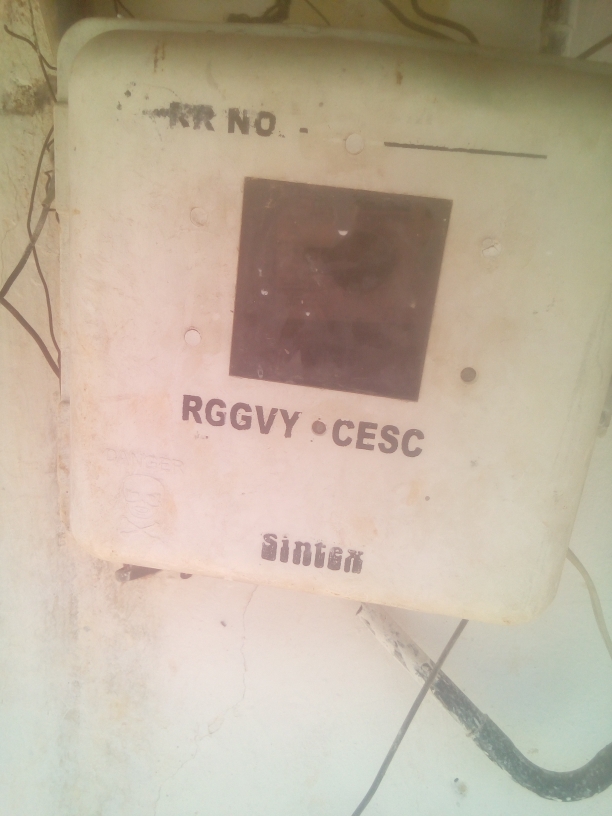 RR NO -
RGGVY CESC
Sintex